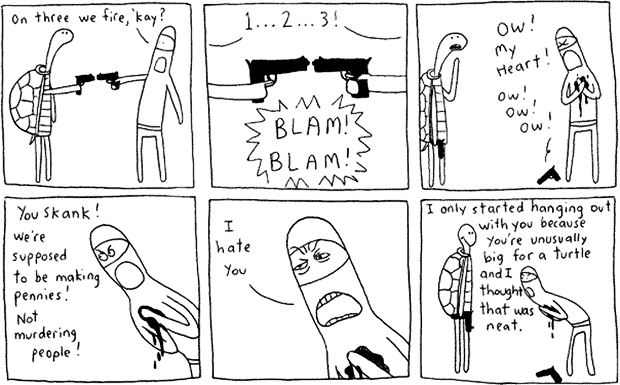 On three we fire, 'kay?
1...2...3!
BLAM!
BLAM!
OW!
My
Heart!
OW!
OW!
OW!
You skank!
We're
supposed
to be making
pennies!
Not
murdering
people!
I
hate
you
I only started hanging out
with you because
you're unusually
big for a turtle
and I
thought
that was
neat.